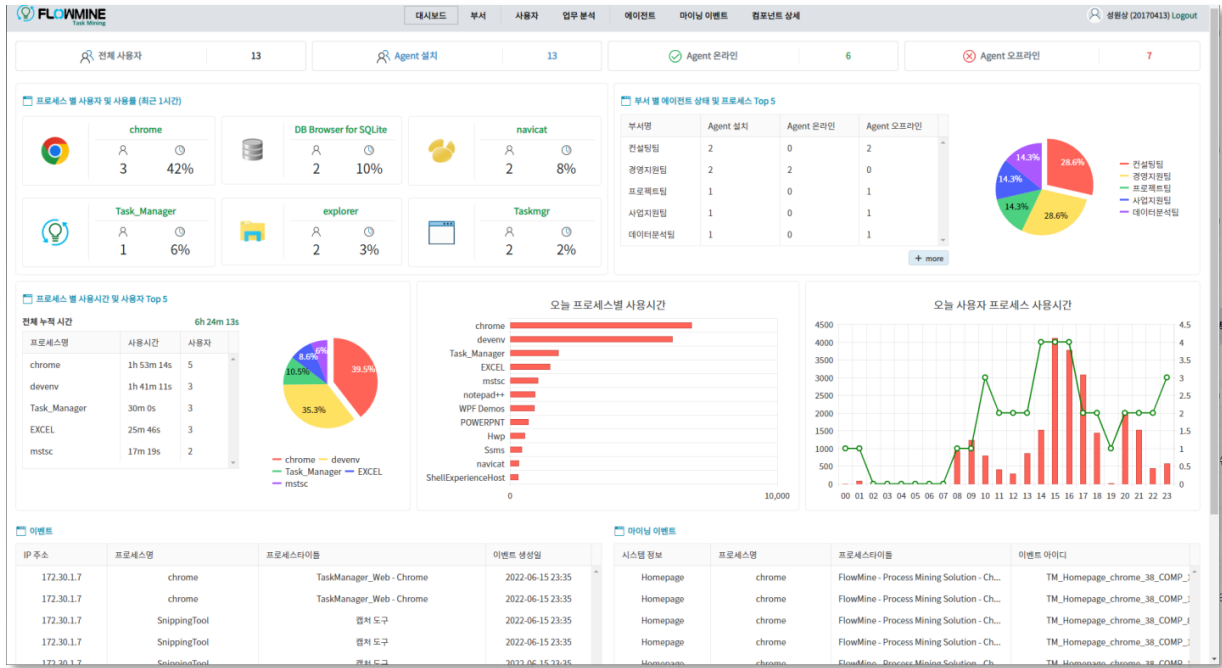 FLOWMINE
Task Mining
대시보드 부서 사용자 업무 분석 에이전트 마이닝 이벤트 컴포넌트 상세
성원상 (20170413) Logout
전체 사용자 13 Agent 설치 13 Agent 온라인 6 Agent 오프라인 7
프로세스 별 사용자 및 사용률 (최근 1시간)
chrome DB Browser for SQLite navicat
3 42% 2 10% 2 8%
Task_Manager explorer Taskmgr
1 6% 2 3% 2 2%
부서 별 에이전트 상태 및 프로세스 Top 5
부서명 Agent 설치 Agent 온라인 Agent 오프라인
컨설팅팀 2 0 2
경영지원팀 2 2 0
프로젝트팀 1 0 1
사업지원팀 1 0 1
데이터분석팀 1 0 1
+ more
14.3% 28.6%
14.3%
14.3% 28.6%
컨설팅팀
경영지원팀
프로젝트팀
사업지원팀
데이터분석팀
프로세스 별 사용시간 및 사용자 Top 5
전체 누적 시간 6h 24m 13s
프로세스명 사용시간 사용자
chrome 1h 53m 14s 5
devenv 1h 41m 11s 3
Task_Manager 30m 0s 3
EXCEL 25m 46s 3
mstsc 17m 19s 2
6%
8.6%
10.5% 39.5%
35.3%
chrome devenv
Task_Manager EXCEL
mstsc
오늘 프로세스별 사용시간
chrome
devenv
Task_Manager
EXCEL
mstsc
notepad++
WPF Demos
POWERPNT
Hwp
Ssms
navicat
ShellExperienceHost
0 10,000
오늘 사용자 프로세스 사용시간
4500 4.5
4000 4
3500 3.5
3000 3
2500 2.5
2000 2
1500 1.5
1000 1
500 0.5
0 0
00 01 02 03 04 05 06 07 08 09 10 11 12 13 14 15 16 17 18 19 20 21 22 23
이벤트
IP 주소 프로세스명 프로세스타이틀 이벤트 생성일
172.30.1.7 chrome TaskManager_Web - Chrome 2022-06-15 23:35
172.30.1.7 chrome TaskManager_Web - Chrome 2022-06-15 23:35
172.30.1.7 SnippingTool 캡처 도구 2022-06-15 23:35
172.30.1.7 SnippingTool 캡처 도구 2022-06-15 23:35
172.30.1.7 SnippingTool 캡처 도구 2022-06-15 23:35
마이닝 이벤트
시스템 정보 프로세스명 프로세스타이틀 이벤트 아이디
Homepage chrome FlowMine - Process Mining Solution - Ch... TM_Homepage_chrome_38_COMP_
Homepage chrome FlowMine - Process Mining Solution - Ch... TM_Homepage_chrome_38_COMP_
Homepage chrome FlowMine - Process Mining Solution - Ch... TM_Homepage_chrome_38_COMP_
Homepage chrome FlowMine - Process Mining Solution - Ch... TM_Homepage_chrome_38_COMP_
Homepage chrome FlowMine - Process Mining Solution - Ch... TM_Homepage_chrome_38_COMP_